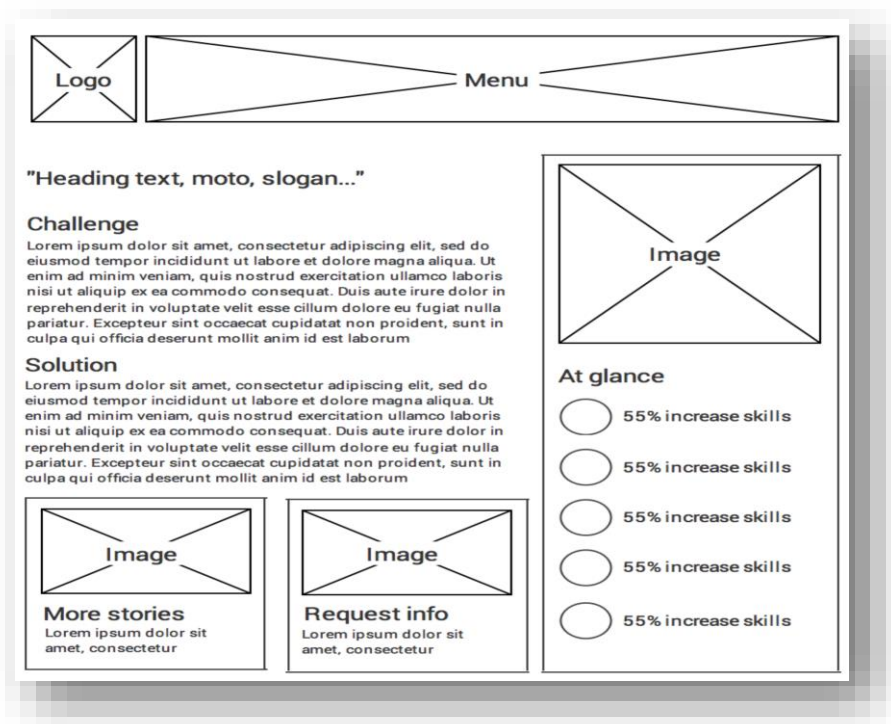 Logo
Menu
"Heading text, moto, slogan..."
Challenge
Lorem ipsum dolor sit amet, consectetur adipiscing elit, sed do
eiusmod tempor incididunt ut labore et dolore magna aliqua. Ut
enim ad minim veniam, quis nostrud exercitation ullamco laboris
nisi ut aliquip ex ea commodo consequat. Duis aute irure dolor in
reprehenderit in voluptate velit esse cillum dolore eu fugiat nulla
pariatur. Excepteur sint occaecat cupidatat non proident, sunt in
culpa qui officia deserunt mollit anim id est laborum
Solution
Lorem ipsum dolor sit amet, consectetur adipiscing elit, sed do
eiusmod tempor incididunt ut labore et dolore magna aliqua. Ut
enim ad minim veniam, quis nostrud exercitation ullamco laboris
nisi ut aliquip ex ea commodo consequat. Duis aute irure dolor in
reprehenderit in voluptate velit esse cillum dolore eu fugiat nulla
pariatur. Excepteur sint occaecat cupidatat non proident, sunt in
culpa qui officia deserunt mollit anim id est laborum
Image
More stories
Lorem ipsum dolor sit
amet, consectetur
Image
Request info
Lorem ipsum dolor sit
amet, consectetur
Image
At glance
55% increase skills
55% increase skills
55% increase skills
55% increase skills
55% increase skills